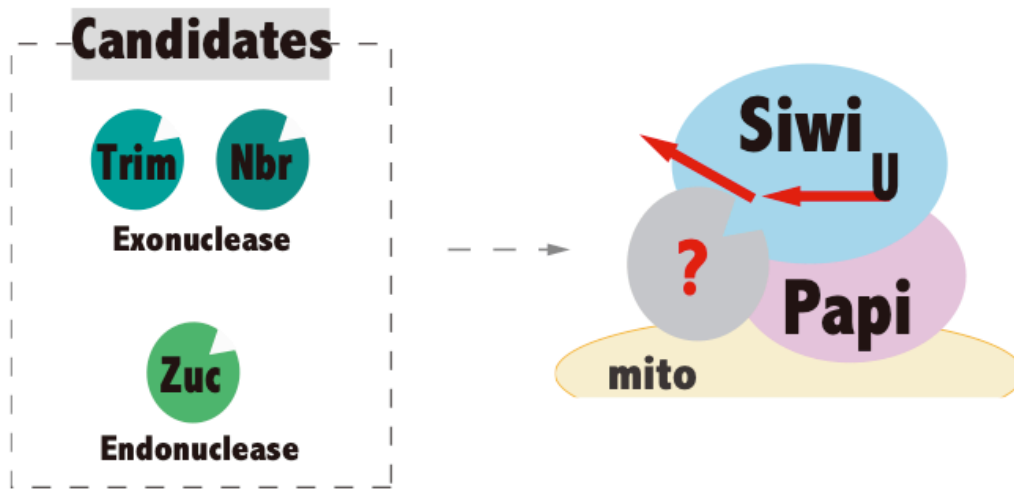 Candidates
Trim Nbr
Exonuclease
Zuc
Endonuclease
Siwi
U
?
Papi
mito